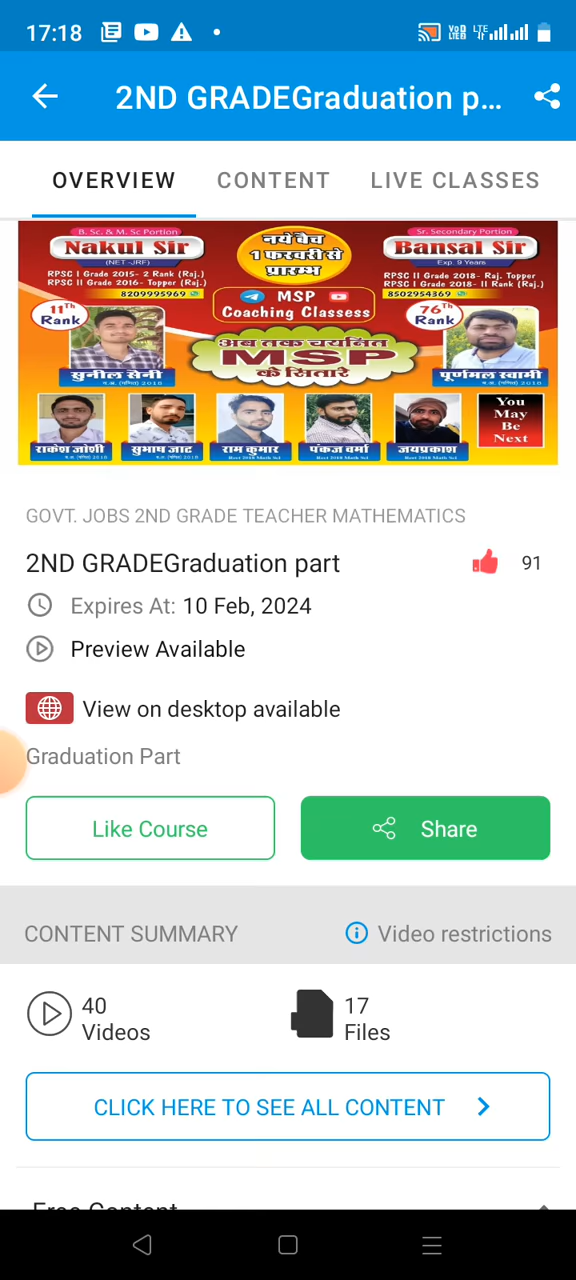 17:18
2ND GRADEGraduation p...
OVERVIEW CONTENT LIVE CLASSES
B. Sc. & M. Sc Portion
Nakul Sir
(NET -JRF)
RPSC I Grade 2015- 2 Rank (Raj.)
RPSC II Grade 2016- Topper (Raj.)
8209995969
नये बैच
1 फरवरी से
प्रारम्भ
MSP
Coaching Classess
Sr. Secondary Portion
Bansal Sir
Exp. 9 Years
RPSC II Grade 2018- Raj. Topper
RPSC I Grade 2018- II Rank (Raj.)
8502954369
11Th
Rank
सुनील सैनी
अब तक चयनित
MSP
के सितारे
76Th
Rank
पूर्णमल स्वामी
राकेश जोशी
सुभाष जाट
राम कुमार
पंकज वर्मा
जयप्रकाश
You
May
Be
Next
GOVT. JOBS 2ND GRADE TEACHER MATHEMATICS
2ND GRADEGraduation part 91
Expires At: 10 Feb, 2024
Preview Available
View on desktop available
Graduation Part
Like Course Share
CONTENT SUMMARY Video restrictions
40
Videos
17
Files
CLICK HERE TO SEE ALL CONTENT
Free Content